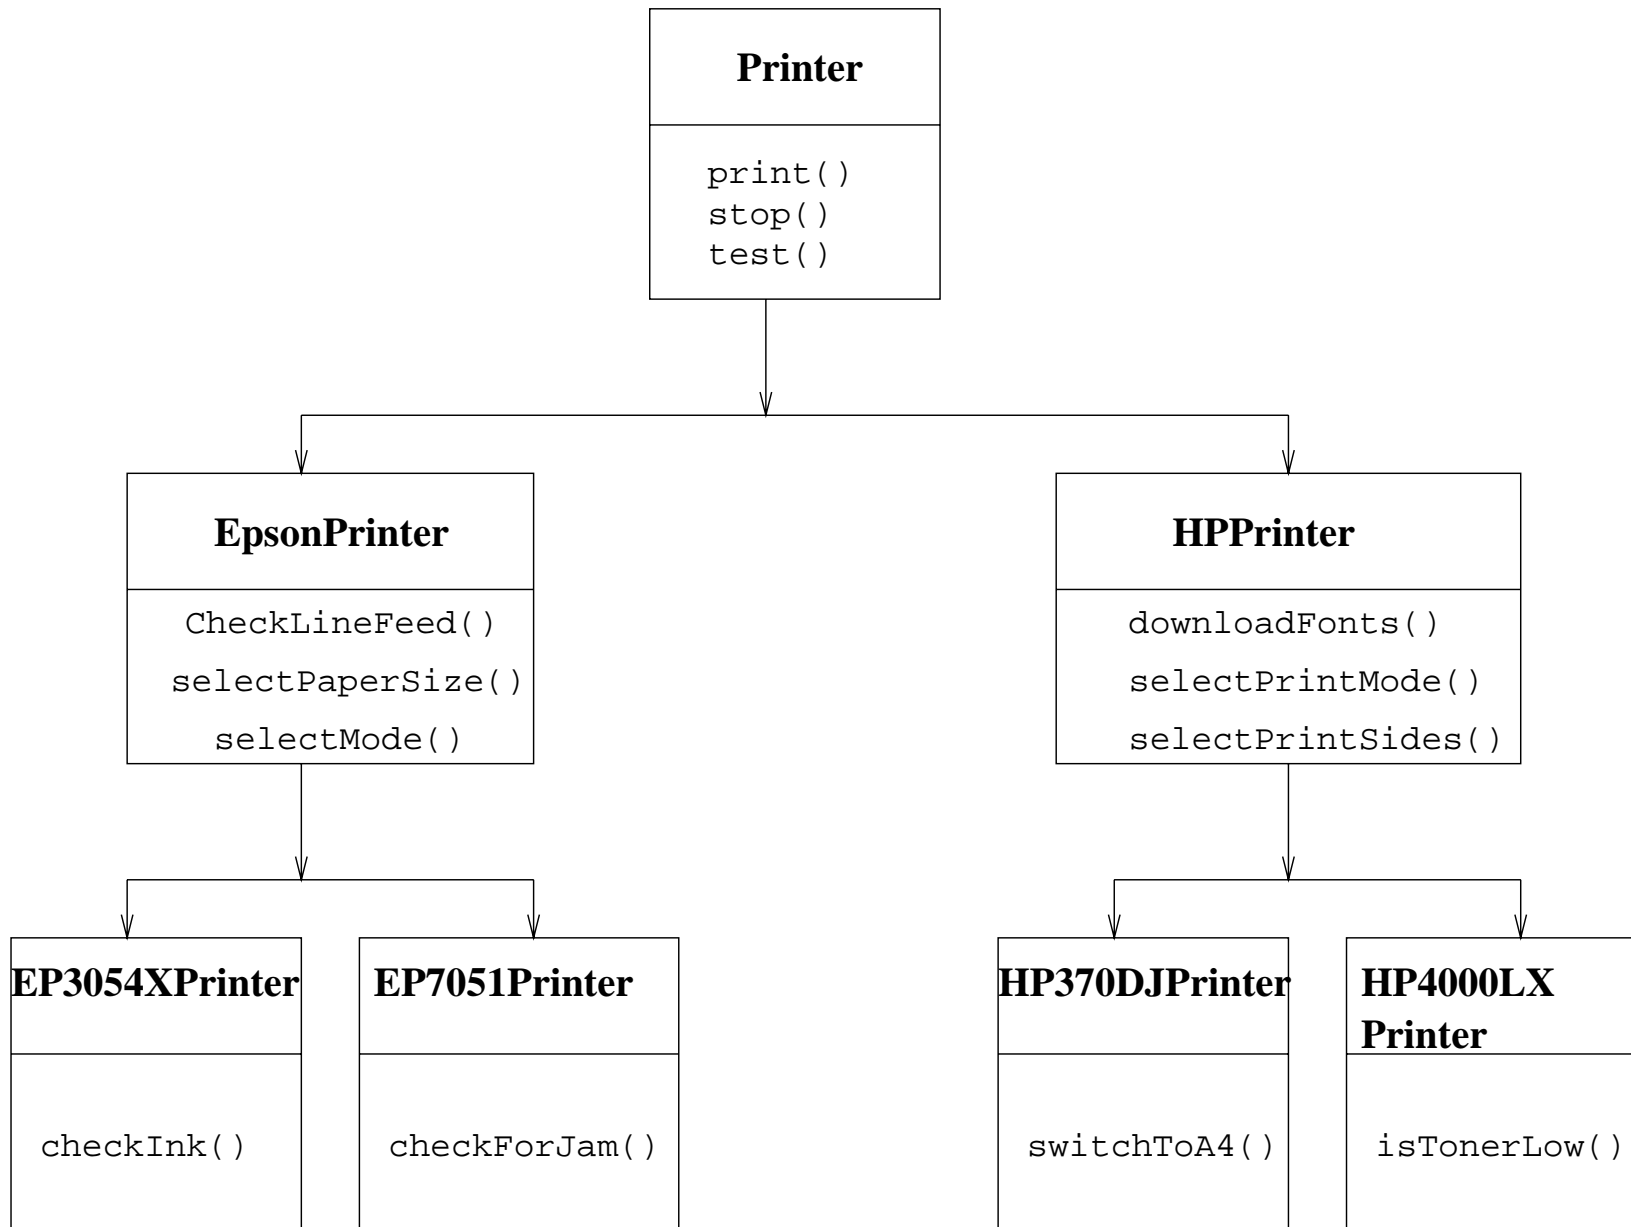 Printer
print()
stop()
test()
EpsonPrinter
CheckLineFeed()
selectPaperSize()
selectMode()
HPPrinter
downloadFonts()
selectPrintMode()
selectPrintSides()
EP3054XPrinter
checkInk()
EP7051Printer
checkForJam()
HP370DJPrinter
switchToA4()
HP4000LX
Printer
isTonerLow()